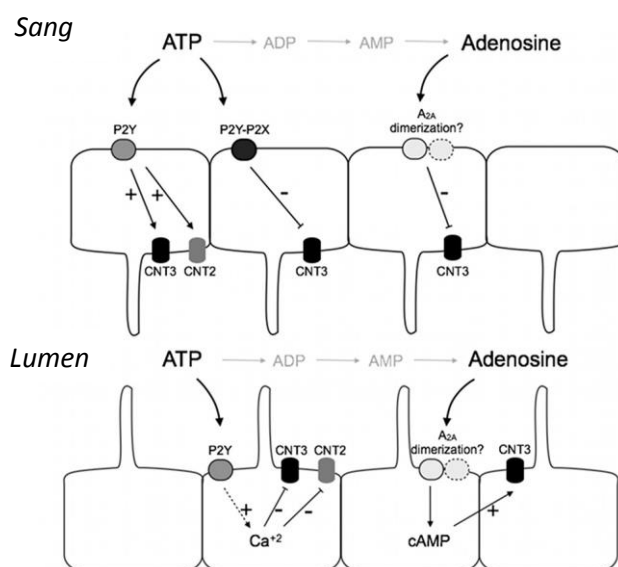 Sang
ATP → ADP → AMP → Adenosine
P2Y
P2Y-P2X
A2A
dimerization?
+ +
-
-
CNT3 CNT2
CNT3
CNT3
Lumen
ATP → ADP → AMP → Adenosine
P2Y
CNT3 CNT2
A2A
dimerization?
CNT3
+ - -
+
Ca+2
cAMP